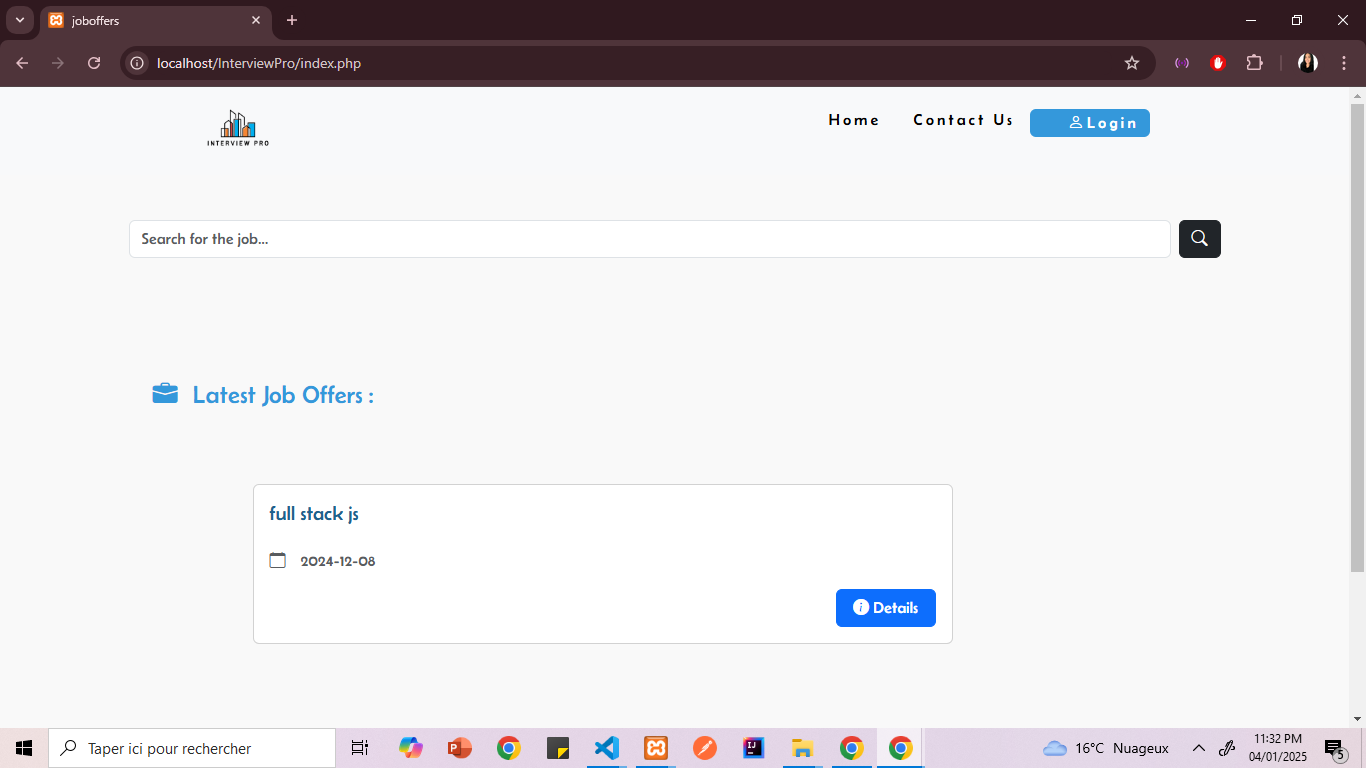 joboffers
localhost/InterviewPro/index.php
INTERVIEW PRO
Home Contact Us Login
Search for the job...
Latest Job Offers :
full stack js
2024-12-08
Details
Taper ici pour rechercher
16°C Nuageux
11:32 PM
04/01/2025
5